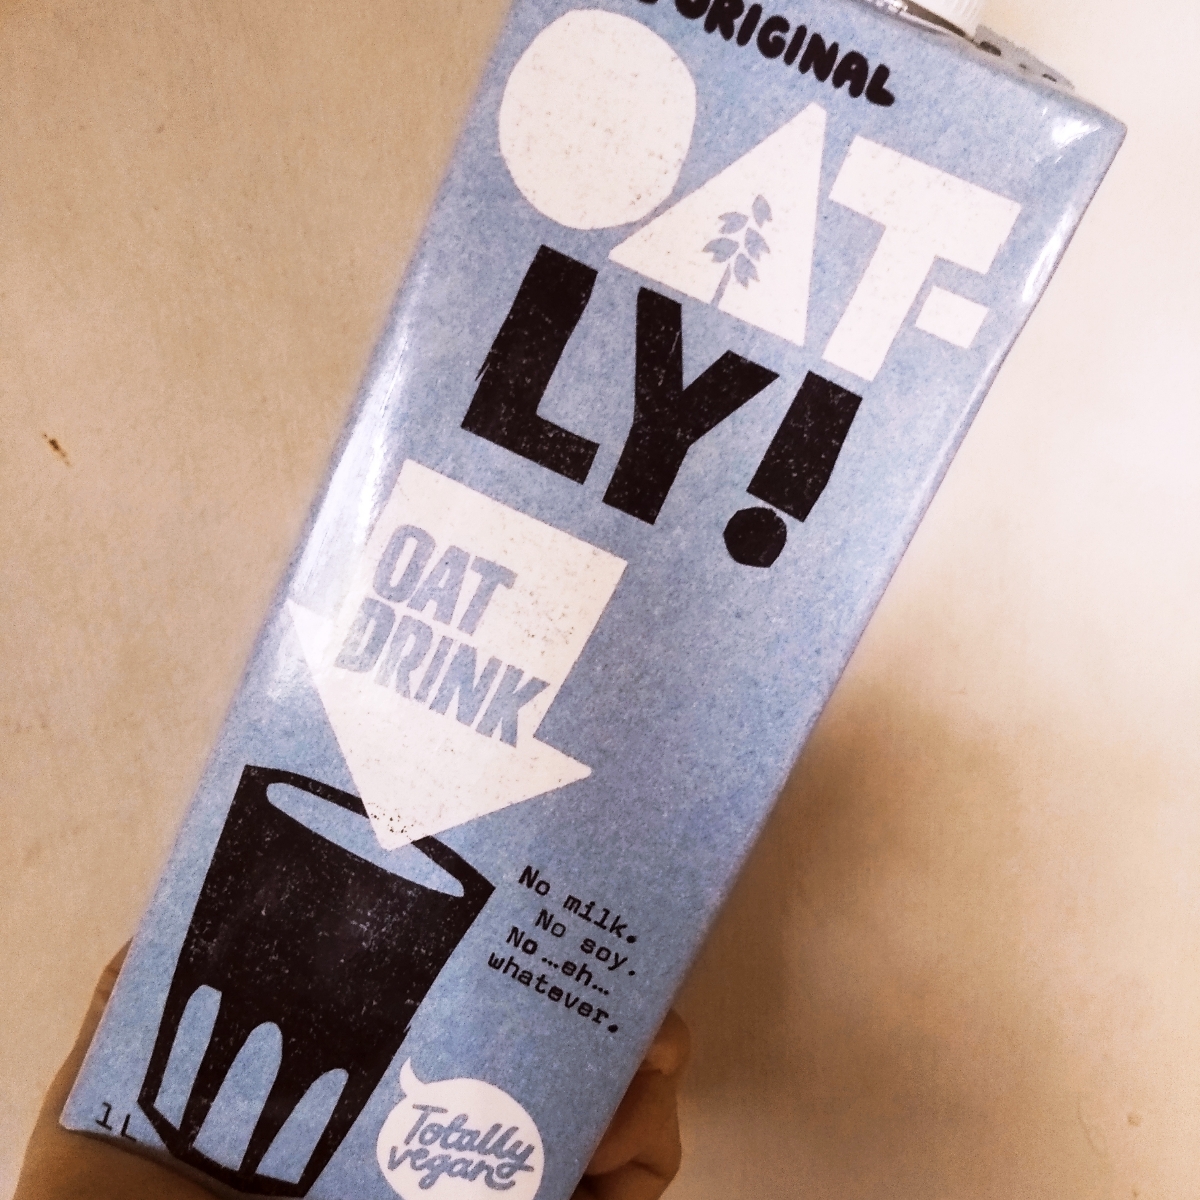 ORIGINAL
OAT-
LY!
OAT
DRINK
No milk.
No soy.
No ...eh...
whatever.
Totally
vegan
1L